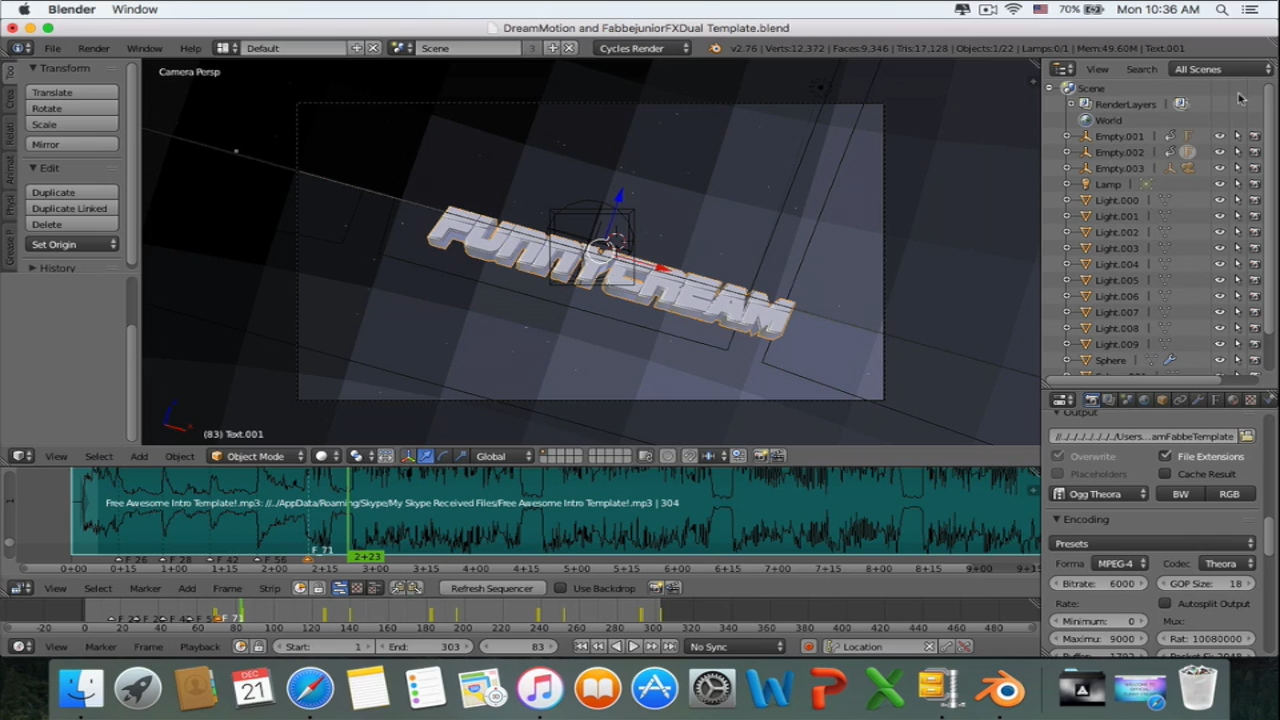 Blender Window 70% Mon 10:36 AM
DreamMotion and FabbejuniorFXDual Template.blend
File Render Window Help Default Scene 3 Cycles Render v2.76 | Verts:12,372 | Faces:9,346 | Tris:17,128 | Objects:1/22 | Lamps:0/1 | Mem:49.60M | Text.001
Transform
Translate
Rotate
Scale
Mirror
Edit
Duplicate
Duplicate Linked
Delete
Set Origin
History
Camera Persp
FUNNYCREAM
(83) Text.001
View Search All Scenes
Scene
RenderLayers
World
Empty.001
Empty.002
Empty.003
Lamp
Light.000
Light.001
Light.002
Light.003
Light.004
Light.005
Light.006
Light.007
Light.008
Light.009
Sphere
View Select Add Object Object Mode Global
Output
//../../../../../../Users...amFabbeTemplate
Overwrite File Extensions
Placeholders Cache Result
Ogg Theora BW RGB
Encoding
Presets
Forma MPEG-4 Codec: Theora
Bitrate: 6000 GOP Size: 18
Rate: Autosplit Output
Minimum: 0 Mux:
Maximu: 9000 Rat: 10080000
Free Awesome Intro Template!.mp3: //../AppData/Roaming/Skype/My Skype Received Files/Free Awesome Intro Template!.mp3 | 304
1
F_26 F_28 F_42 F_56 F_71
2+23
0+00 0+15 1+00 1+15 2+00 2+15 3+00 4+00 4+15 5+00 5+15 6+00 6+15 7+00 7+15 8+00 8+15 9+00
View Select Marker Add Frame Strip Refresh Sequencer Use Backdrop
-20 0 20 40 60 80 100 120 140 160 180 200 220 240 260 280 300 320 340 360 380 400 420 440 460 480
View Marker Frame Playback Start: 1 End: 303 83 No Sync Location
DEC
21